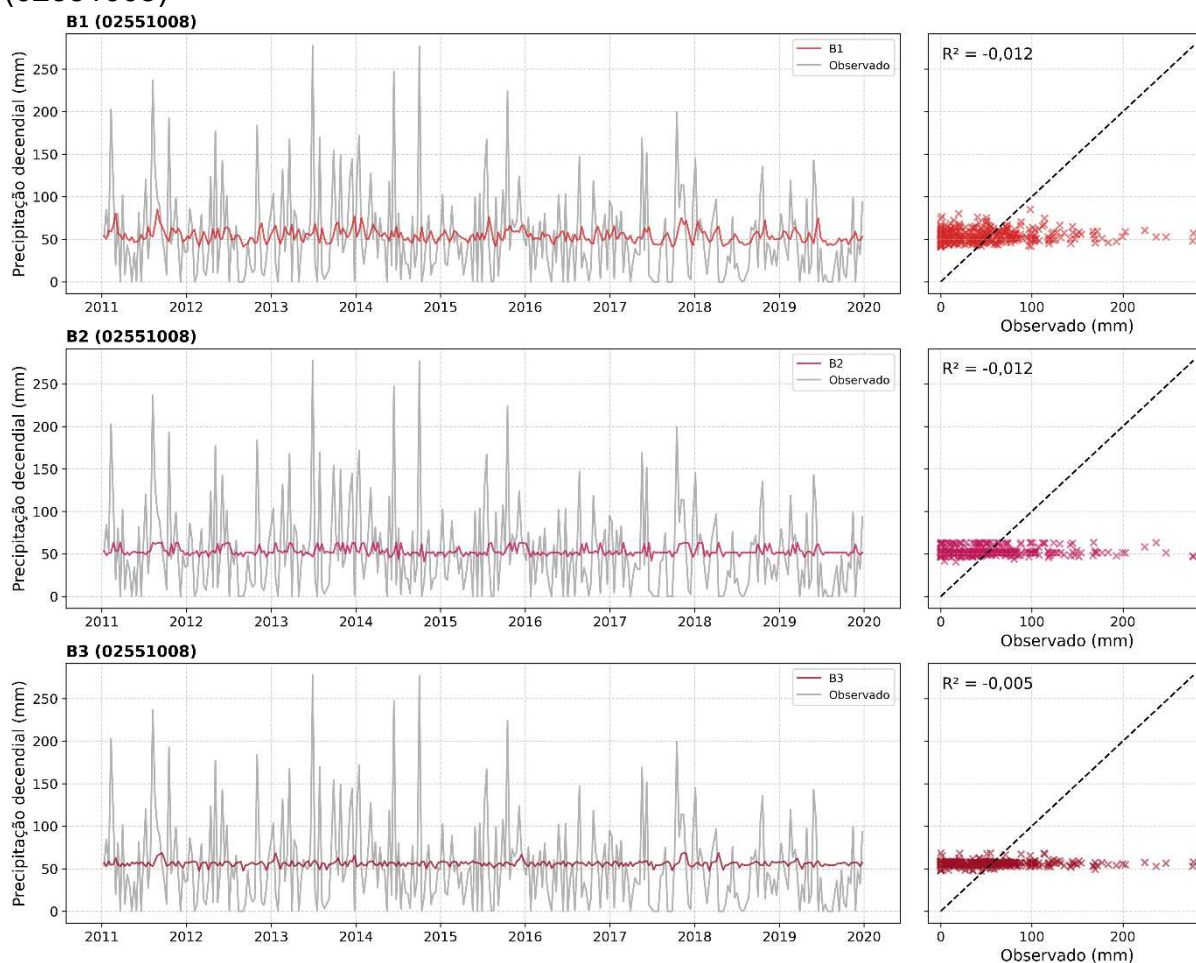 (02551008)
B1 (02551008)
Precipitação decendial (mm)
250
200
150
100
50
0
B1
Observado
2011 2012 2013 2014 2015 2016 2017 2018 2019 2020
R² = -0,012
0 100 200
Observado (mm)
B2 (02551008)
Precipitação decendial (mm)
250
200
150
100
50
0
B2
Observado
2011 2012 2013 2014 2015 2016 2017 2018 2019 2020
R² = -0,012
0 100 200
Observado (mm)
B3 (02551008)
Precipitação decendial (mm)
250
200
150
100
50
0
B3
Observado
2011 2012 2013 2014 2015 2016 2017 2018 2019 2020
R² = -0,005
0 100 200
Observado (mm)